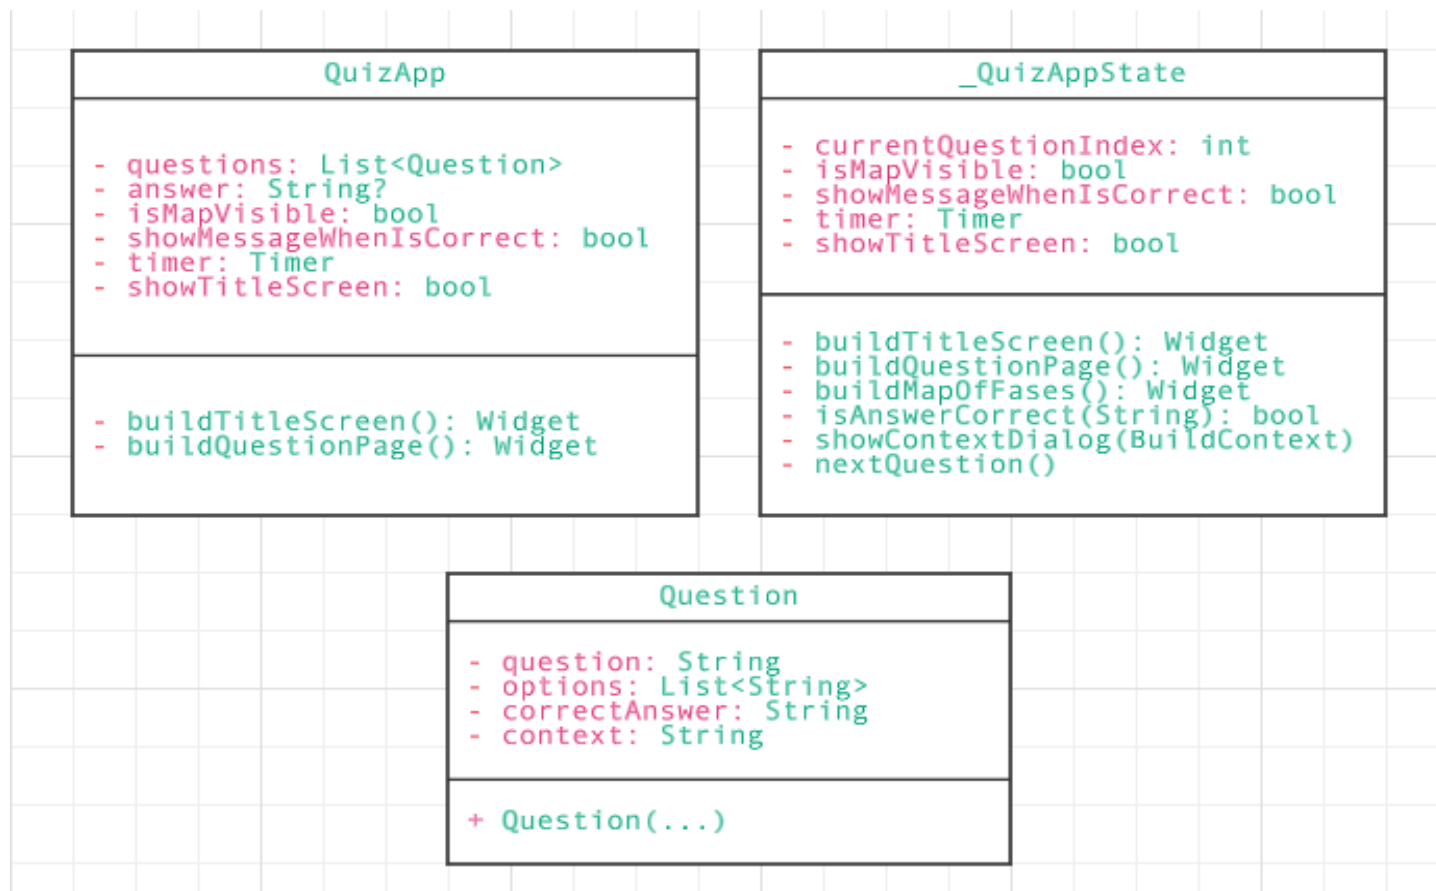 QuizApp
- questions: List<Question>
- answer: String?
- isMapVisible: bool
- showMessageWhenIsCorrect: bool
- timer: Timer
- showTitleScreen: bool
- buildTitleScreen(): Widget
- buildQuestionPage(): Widget
_QuizAppState
- currentQuestionIndex: int
- isMapVisible: bool
- showMessageWhenIsCorrect: bool
- timer: Timer
- showTitleScreen: bool
- buildTitleScreen(): Widget
- buildQuestionPage(): Widget
- buildMapOfFases(): Widget
- isAnswerCorrect(String): bool
- showContextDialog(BuildContext)
- nextQuestion()
Question
- question: String
- options: List<String>
- correctAnswer: String
- context: String
+ Question(...)